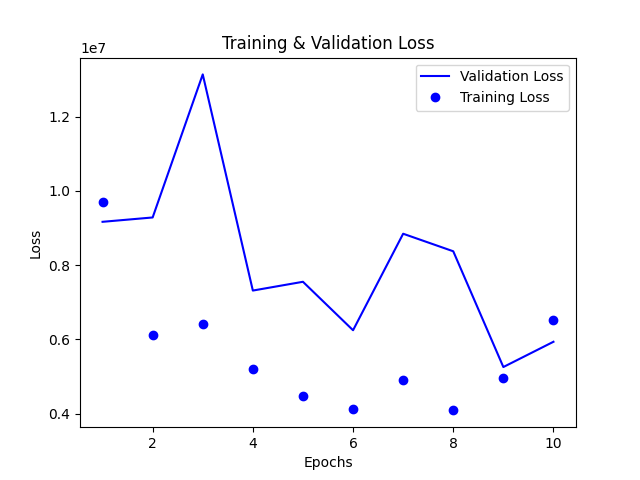 Training & Validation Loss
1e7
Validation Loss
Training Loss
1.2
1.0
0.8
0.6
0.4
Loss
2 4 6 8 10
Epochs